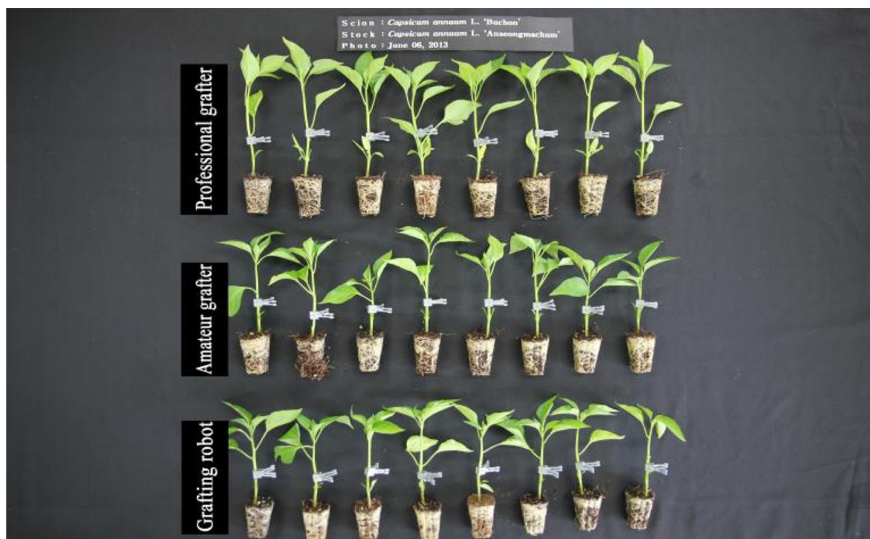 Scion : Capsicum annuum L. 'Buchon'
Stock : Capsicum annuum L. 'Anseongmachum'
Photo : June 06, 2013
Professional grafter
Amateur grafter
Grafting robot